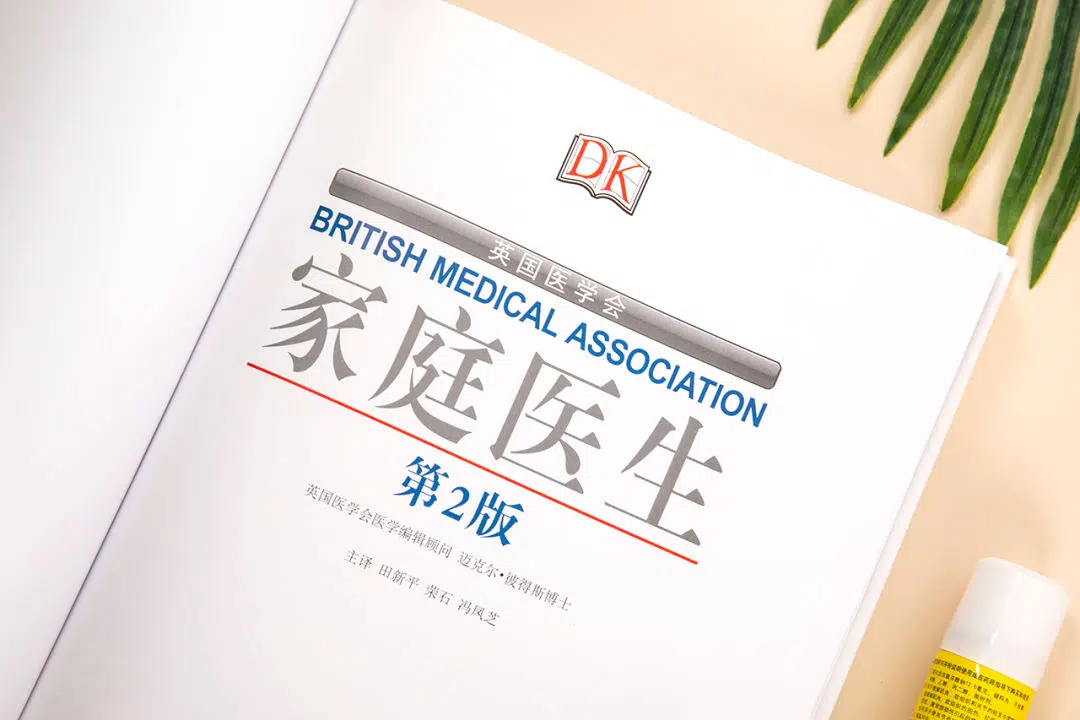 DK
英国医学会
BRITISH MEDICAL ASSOCIATION
家庭医生
第2版
英国医学会医学编辑顾问 迈克尔·彼得斯博士
主译 田新平 荣石 冯凤芝